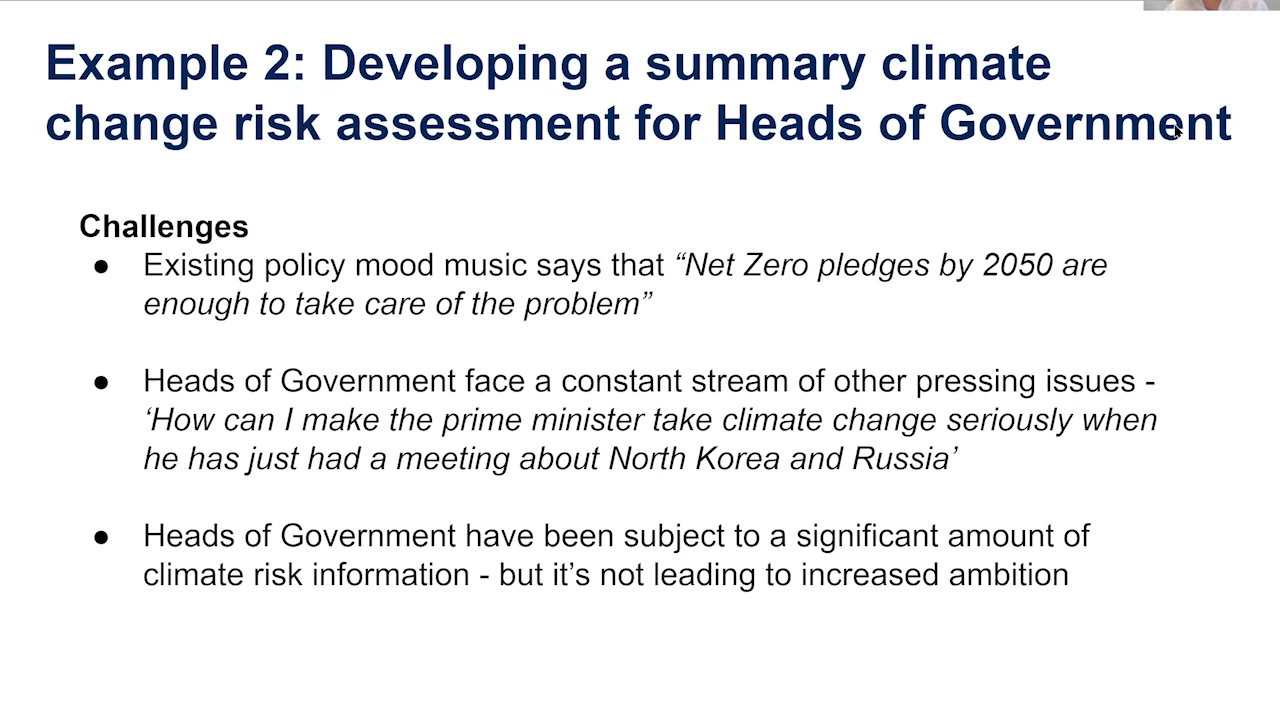 Example 2: Developing a summary climate
change risk assessment for Heads of Government
Challenges
● Existing policy mood music says that “Net Zero pledges by 2050 are
enough to take care of the problem”
● Heads of Government face a constant stream of other pressing issues -
‘How can I make the prime minister take climate change seriously when
he has just had a meeting about North Korea and Russia’
● Heads of Government have been subject to a significant amount of
climate risk information - but it’s not leading to increased ambition